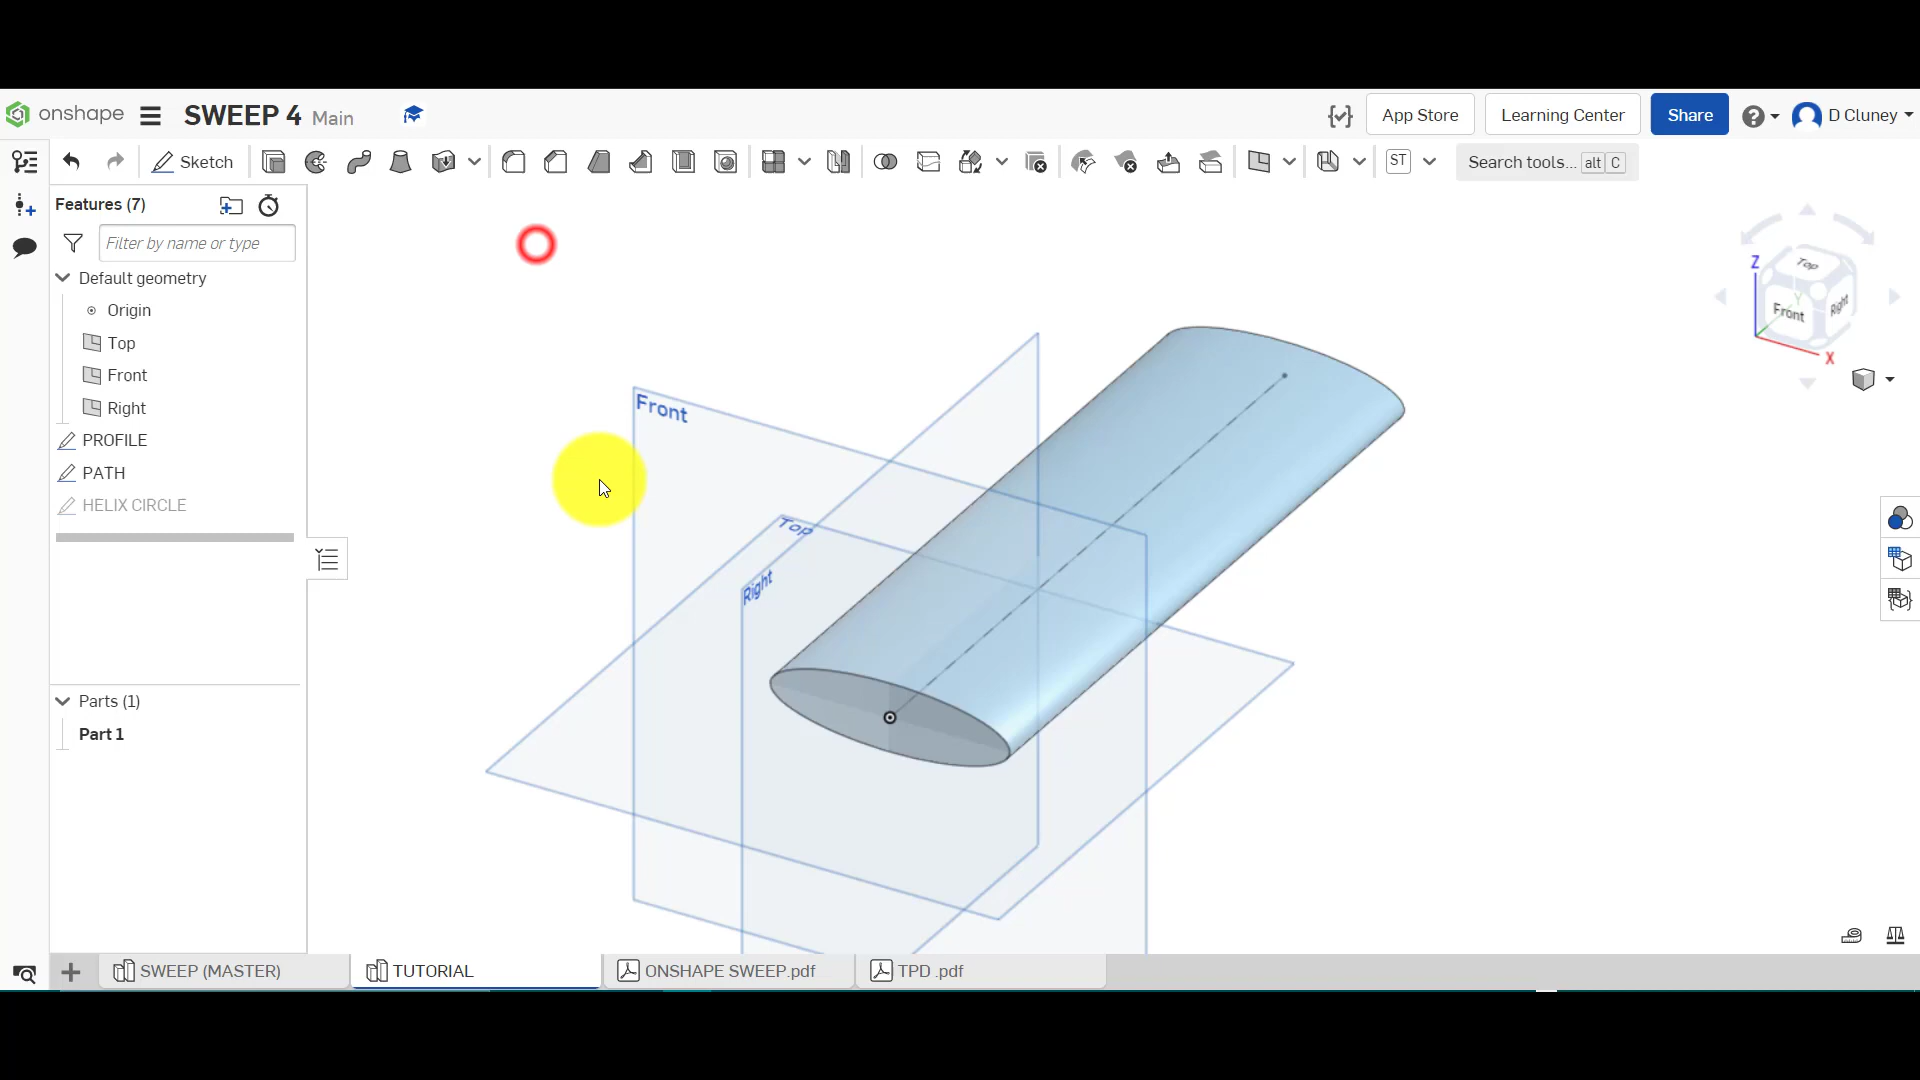 onshape
SWEEP 4 Main
App Store
Learning Center
Share
D Cluney
Sketch
ST
Search tools... alt C
Features (7)
Filter by name or type
Default geometry
Origin
Top
Front
Right
PROFILE
PATH
HELIX CIRCLE
Parts (1)
Part 1
Front
Top
Right
Z
Top
Y
Front
Right
X
SWEEP (MASTER)
TUTORIAL
ONSHAPE SWEEP.pdf
TPD .pdf